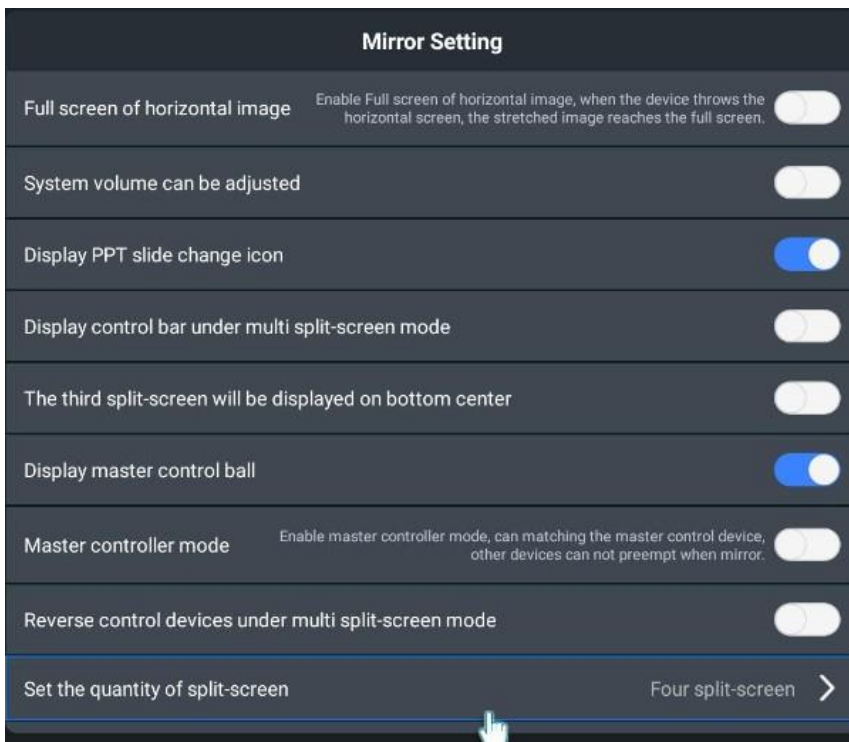 Mirror Setting
Full screen of horizontal image
Enable Full screen of horizontal image, when the device throws the
horizontal screen, the stretched image reaches the full screen.
System volume can be adjusted
Display PPT slide change icon
Display control bar under multi split-screen mode
The third split-screen will be displayed on bottom center
Display master control ball
Master controller mode
Enable master controller mode, can matching the master control device,
other devices can not preempt when mirror.
Reverse control devices under multi split-screen mode
Set the quantity of split-screen
Four split-screen